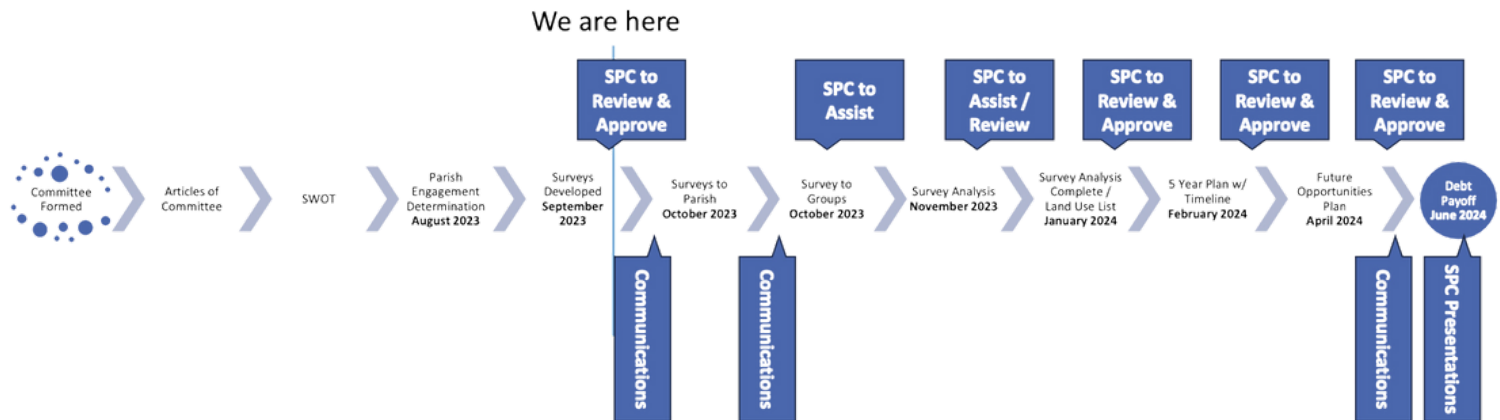 We are here
SPC to
Review &
Approve
SPC to
Assist
SPC to
Assist /
Review
SPC to
Review &
Approve
SPC to
Review &
Approve
SPC to
Review &
Approve
Committee
Formed
Articles of
Committee
SWOT
Parish
Engagement
Determination
August 2023
Surveys
Developed
September
2023
Surveys to
Parish
October 2023
Survey to
Groups
October 2023
Survey Analysis
November 2023
Survey Analysis
Complete /
Land Use List
January 2024
5 Year Plan w/
Timeline
February 2024
Future
Opportunities
Plan
April 2024
Debt
Payoff
June 2024
Communications
Communications
Communications
SPC Presentations